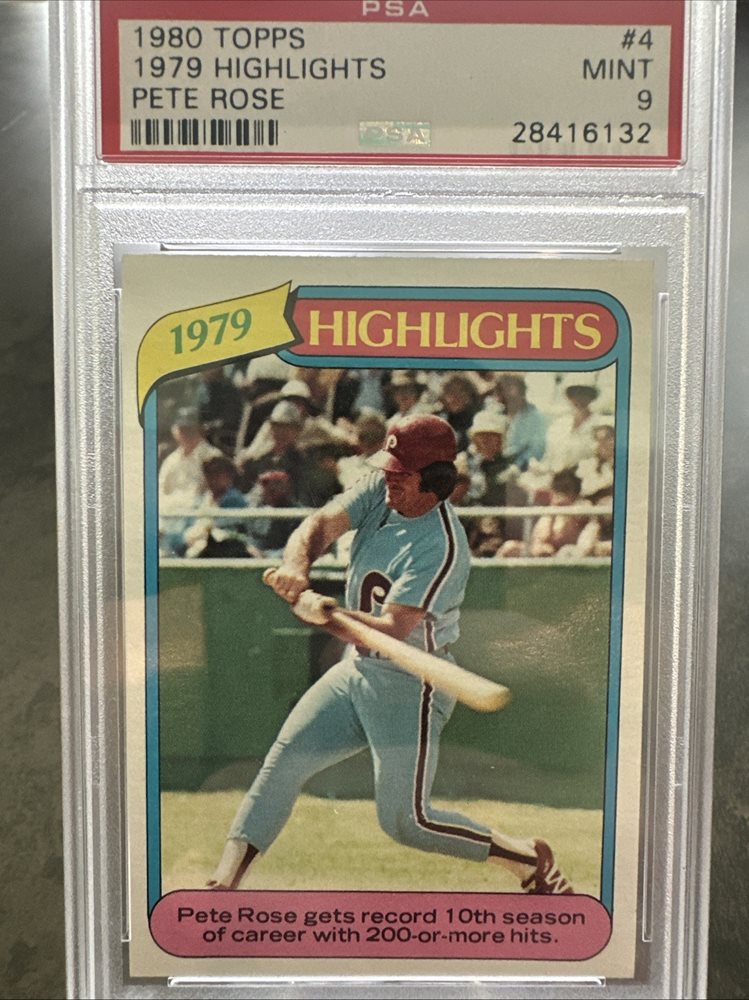 PSA
1980 TOPPS #4
1979 HIGHLIGHTS MINT
PETE ROSE 9
PSA 28416132
1979 HIGHLIGHTS
P
P
Pete Rose gets record 10th season
of career with 200-or-more hits.